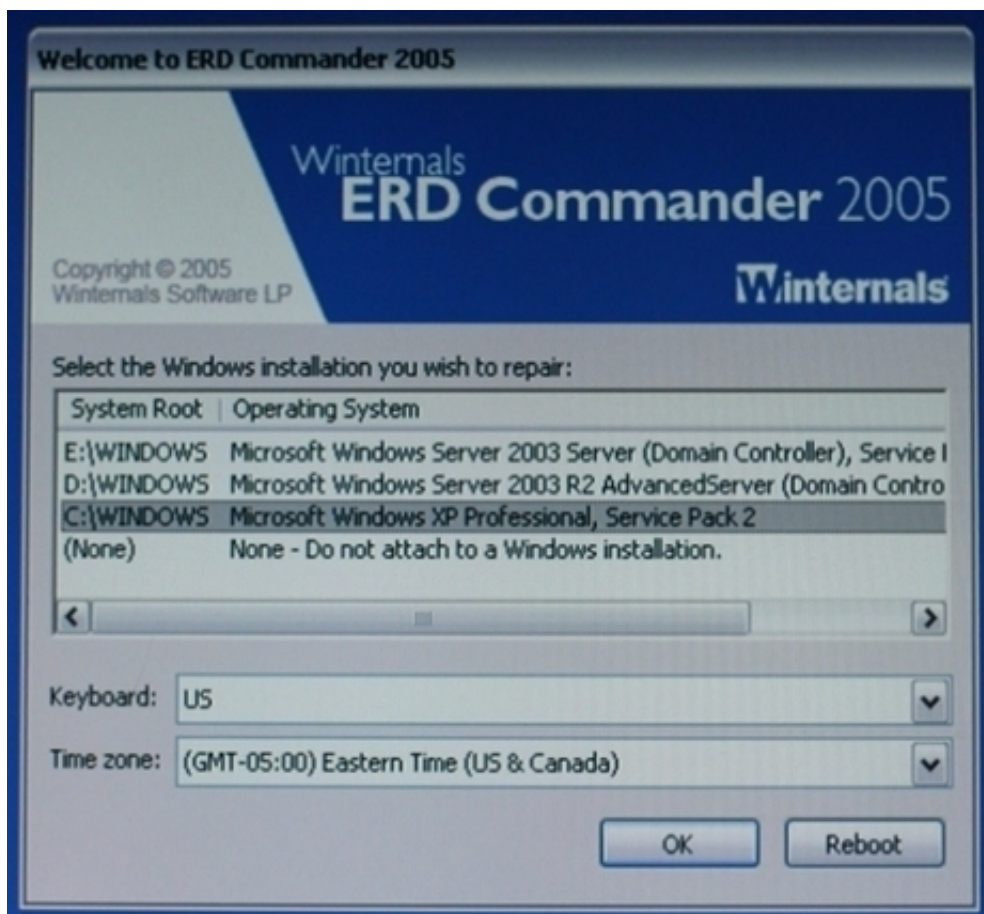 Welcome to ERD Commander 2005
Winternals
ERD Commander 2005
Copyright © 2005
Winternals Software LP
Winternals
Select the Windows installation you wish to repair:
System Root Operating System
E:\WINDOWS Microsoft Windows Server 2003 Server (Domain Controller), Service
D:\WINDOWS Microsoft Windows Server 2003 R2 AdvancedServer (Domain Contro
C:\WINDOWS Microsoft Windows XP Professional, Service Pack 2
(None) None - Do not attach to a Windows installation.
Keyboard: US
Time zone: (GMT-05:00) Eastern Time (US & Canada)
OK Reboot